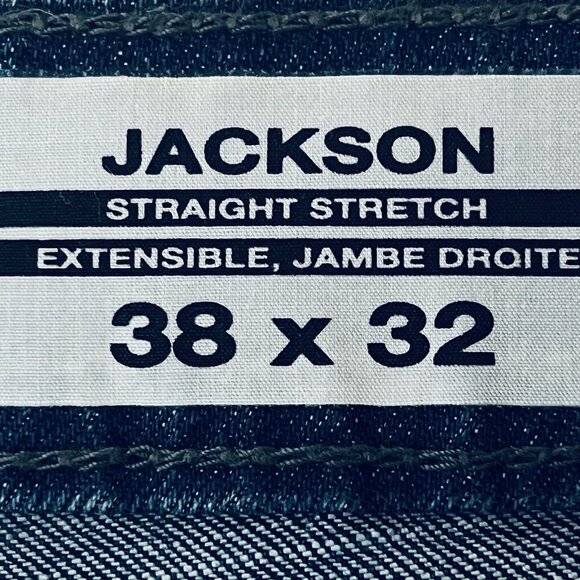 JACKSON
STRAIGHT STRETCH
EXTENSIBLE, JAMBE DROITE
38 x 32